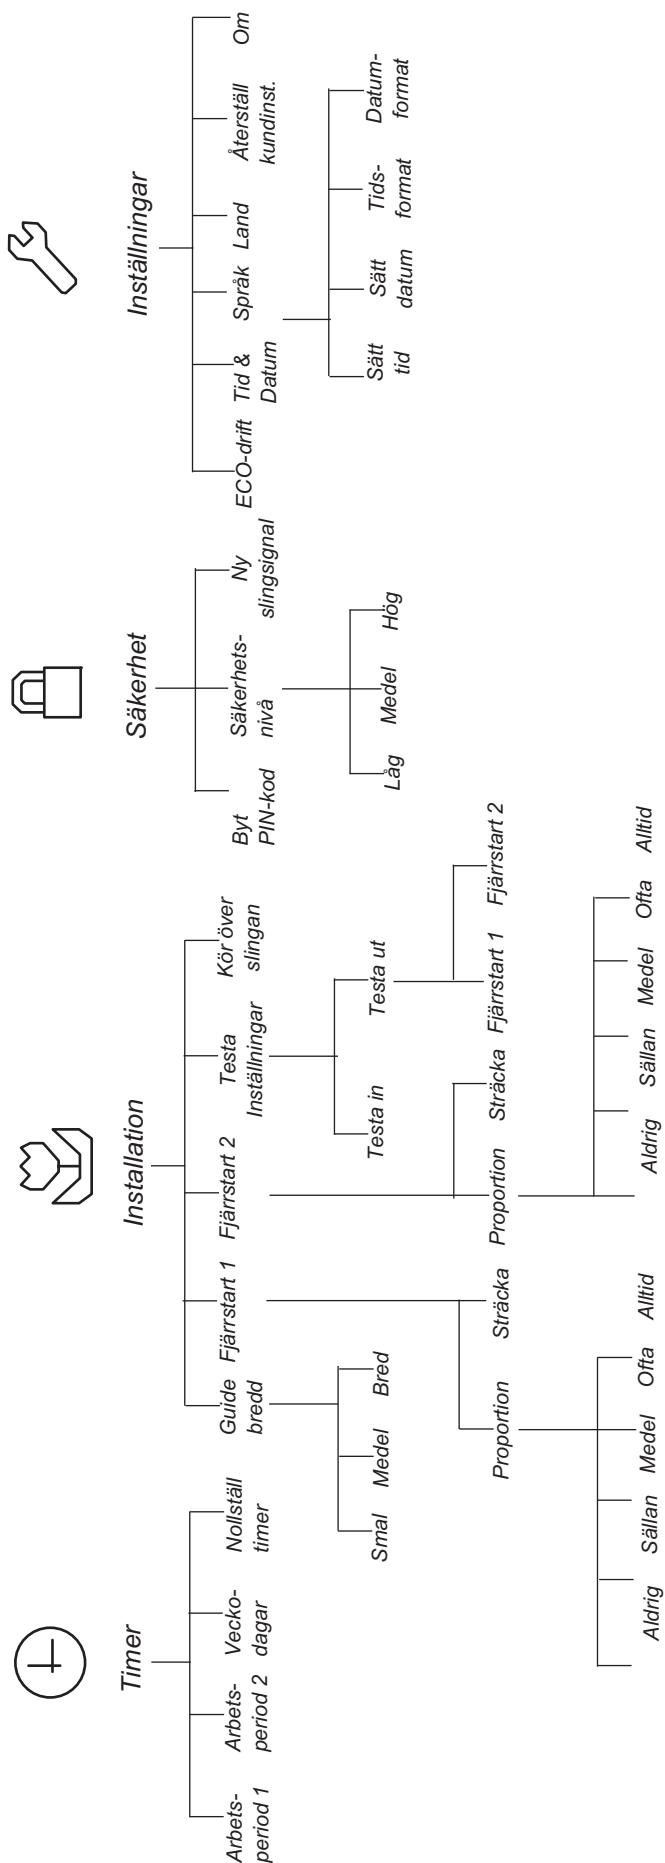 Timer
Arbets-
period 1
Arbets-
period 2
Vecko-
dagar
Nollställ
timer
Installation
Guide
bredd
Fjärrstart 1
Fjärrstart 2
Testa
Inställningar
Kör över
slingan
Smal
Medel
Bred
Testa in
Testa ut
Proportion
Sträcka
Proportion
Sträcka
Fjärrstart 1
Fjärrstart 2
Aldrig
Sällan
Medel
Ofta
Alltid
Aldrig
Sällan
Medel
Ofta
Alltid
Säkerhet
Byt
PIN-kod
Säkerhets-
nivå
Ny
slingsignal
Låg
Medel
Hög
Inställningar
ECO-drift
Tid &
Datum
Språk
Land
Återställ
kundinst.
Om
Sätt
tid
Sätt
datum
Tids-
format
Datum-
format